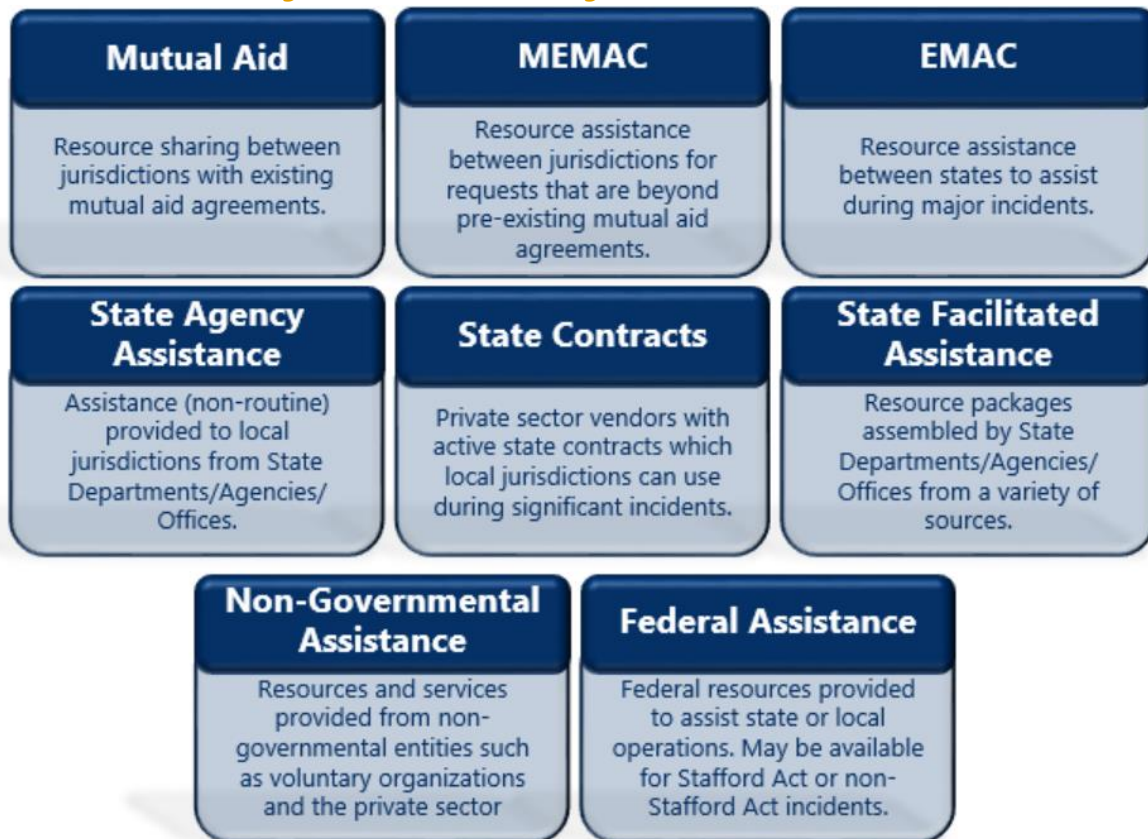 Mutual Aid
Resource sharing between
jurisdictions with existing
mutual aid agreements.
MEMAC
Resource assistance
between jurisdictions for
requests that are beyond
pre-existing mutual aid
agreements.
EMAC
Resource assistance
between states to assist
during major incidents.
State Agency
Assistance
Assistance (non-routine)
provided to local
jurisdictions from State
Departments/Agencies/
Offices.
State Contracts
Private sector vendors with
active state contracts which
local jurisdictions can use
during significant incidents.
State Facilitated
Assistance
Resource packages
assembled by State
Departments/Agencies/
Offices from a variety of
sources.
Non-Governmental
Assistance
Resources and services
provided from non-
governmental entities such
as voluntary organizations
and the private sector
Federal Assistance
Federal resources provided
to assist state or local
operations. May be available
for Stafford Act or non-
Stafford Act incidents.